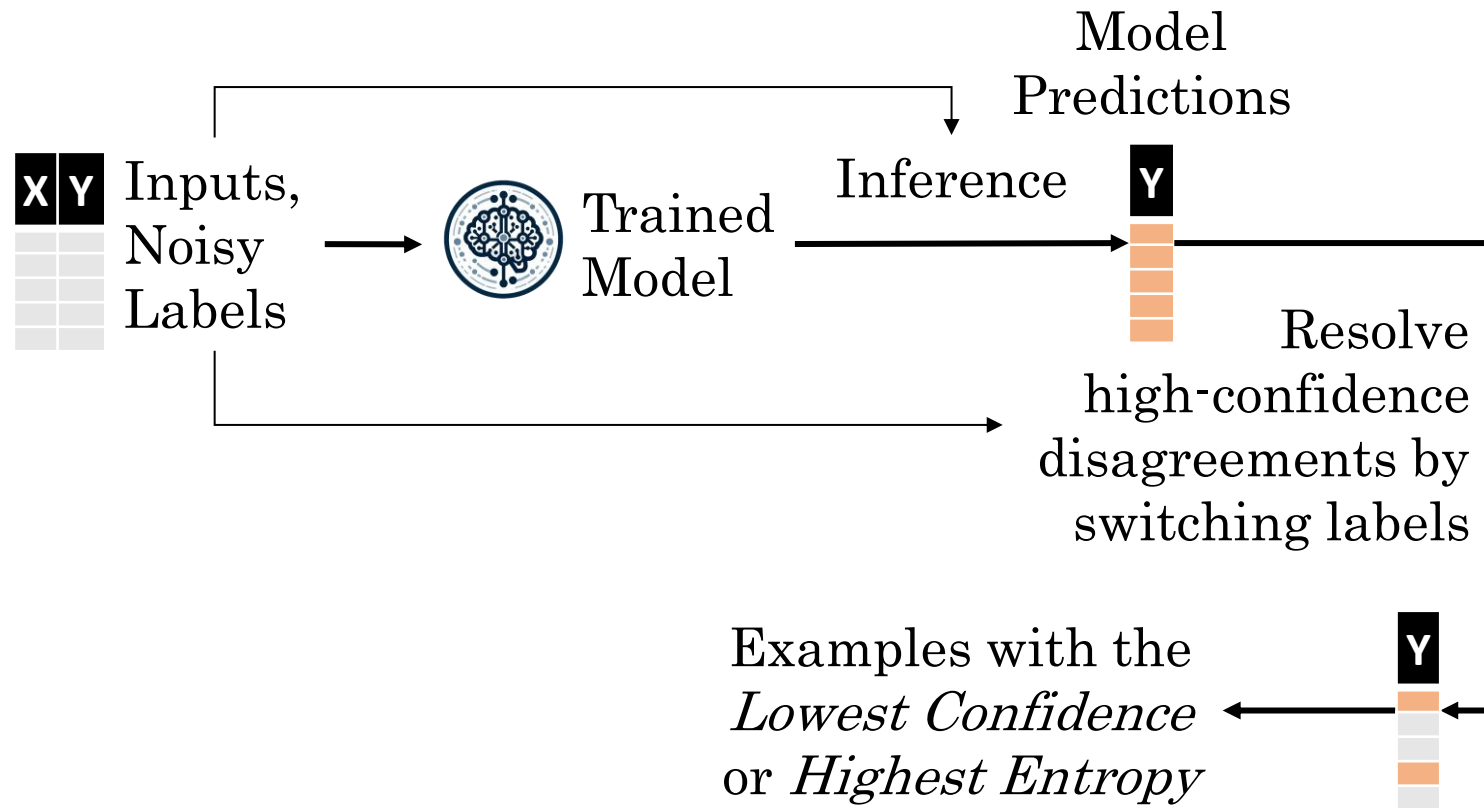 Model
Predictions
X Y
Inputs,
Noisy
Labels
Trained
Model
Inference
Y
Resolve
high-confidence
disagreements by
switching labels
Examples with the
Lowest Confidence
or Highest Entropy
Y